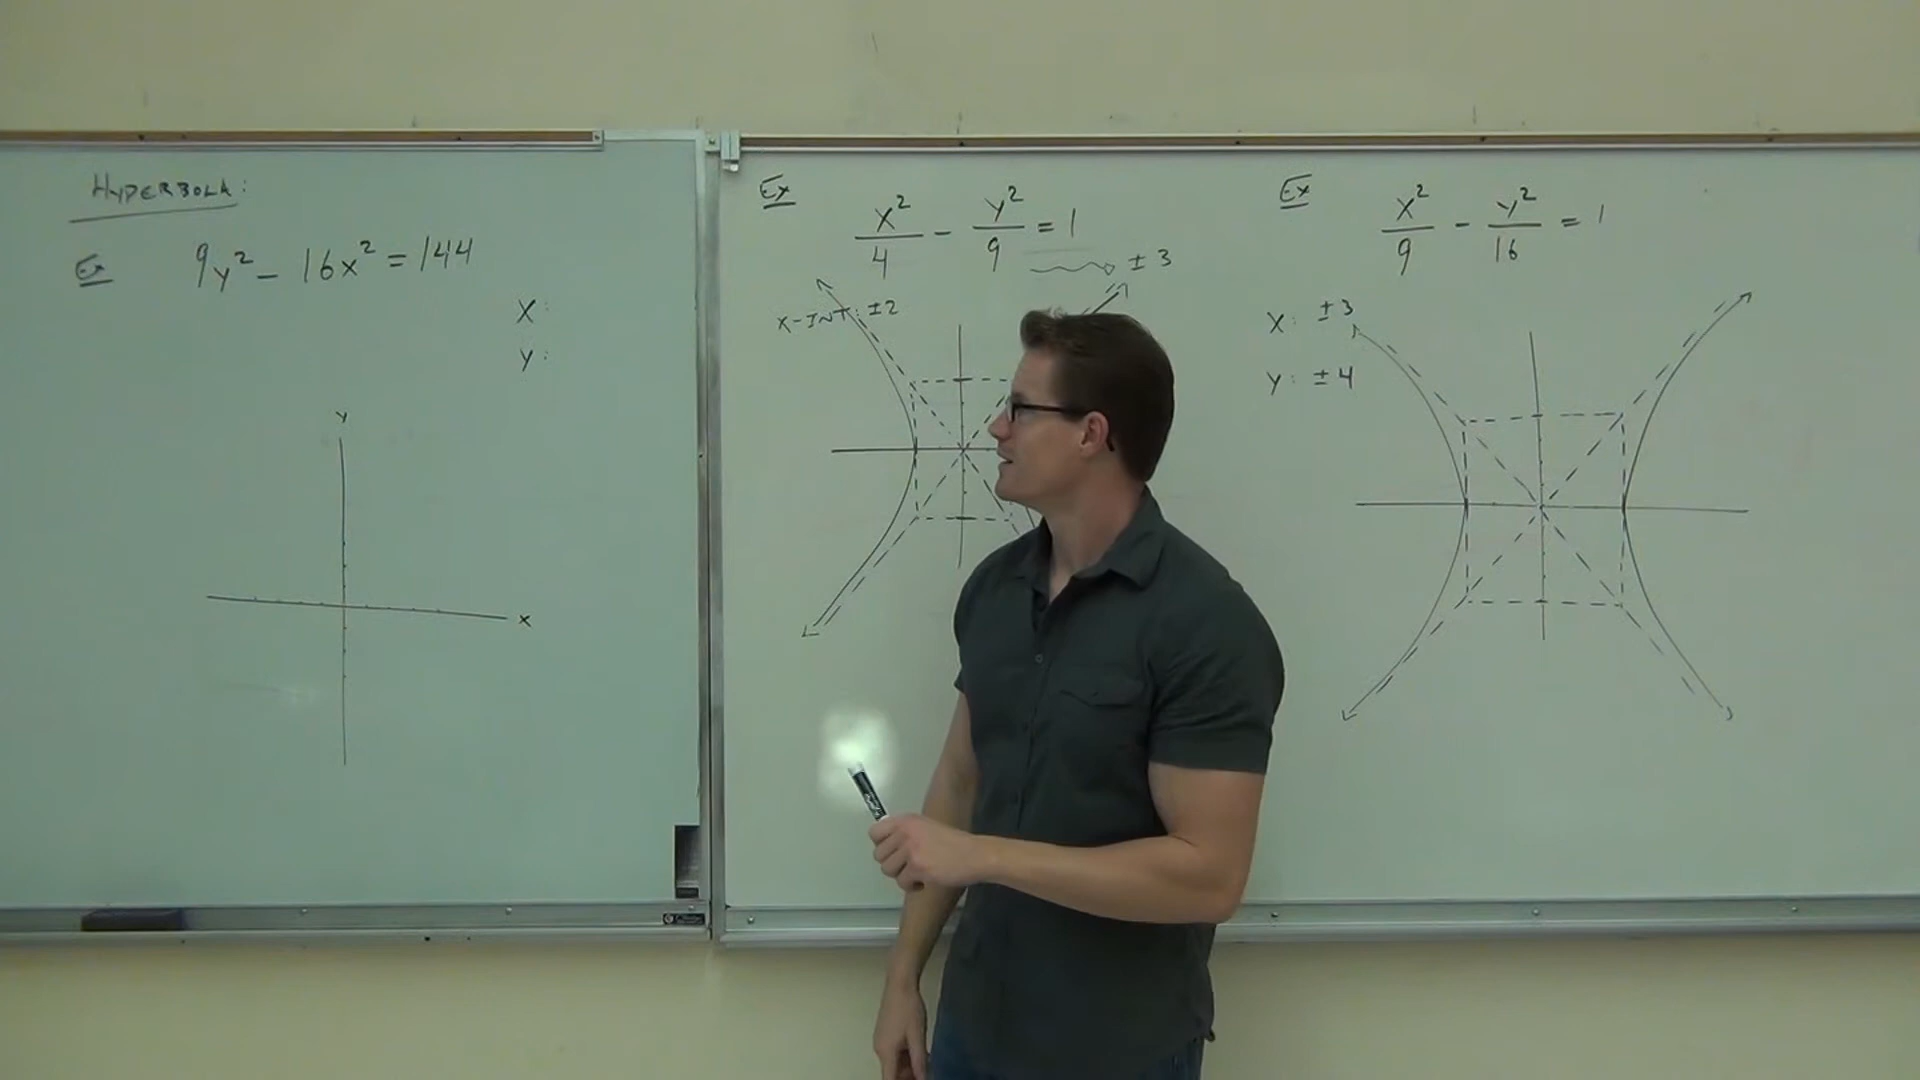 HYPERBOLA:
Ex 9y² - 16x² = 144
X:
Y:
Y
X
Ex x²/4 - y²/9 = 1
± 3
X-INT: ±2
Ex x²/9 - y²/16 = 1
X: ±3
Y: ±4